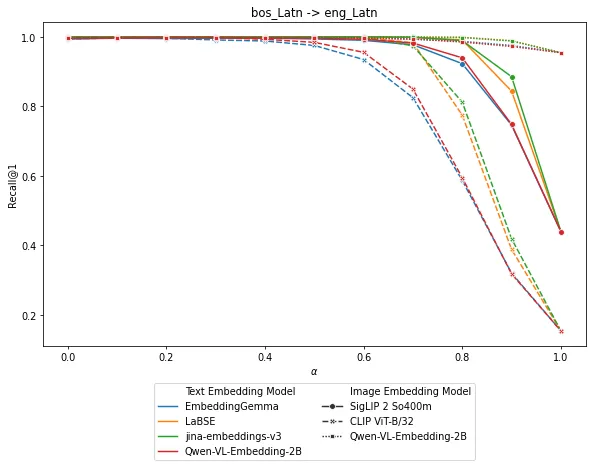 bos_Latn -> eng_Latn
Recall@1
1.0
0.8
0.6
0.4
0.2
0.0 0.2 0.4 0.6 0.8 1.0
α
Text Embedding Model Image Embedding Model
EmbeddingGemma SigLIP 2 So400m
LaBSE CLIP ViT-B/32
jina-embeddings-v3 Qwen-VL-Embedding-2B
Qwen-VL-Embedding-2B